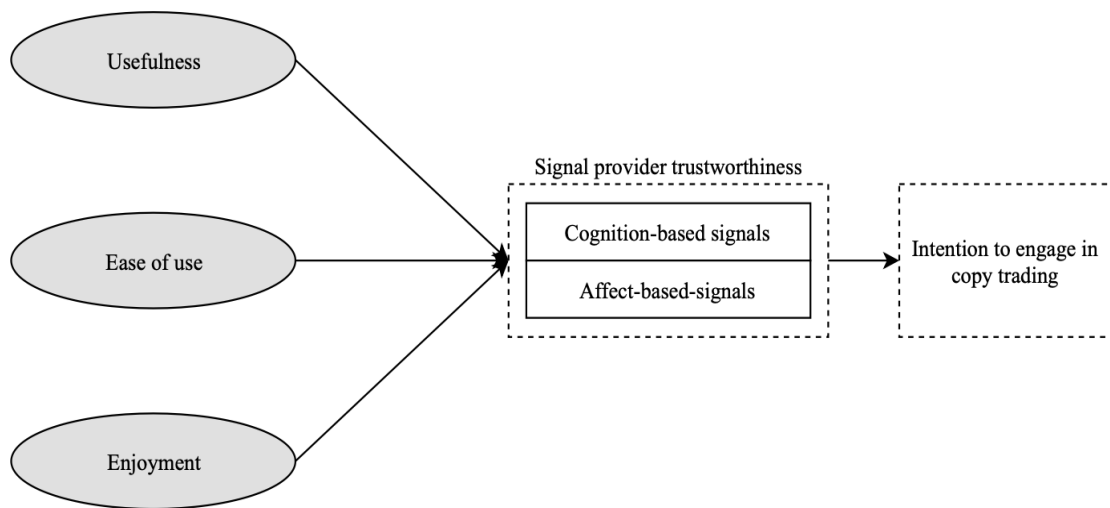 Usefulness
Signal provider trustworthiness
Cognition-based signals
Ease of use
Affect-based-signals
Intention to engage in
copy trading
Enjoyment